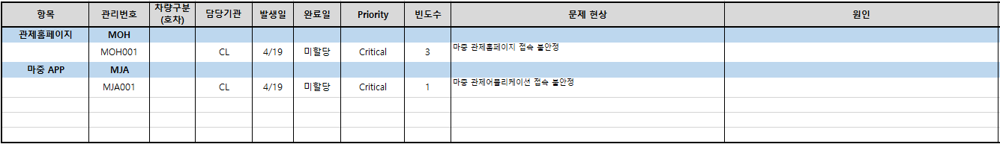 항목 관리번호 차량구분 (호차) 담당기관 발생일 완료일 Priority 빈도수 문제 현상 원인
관제홈페이지 MOH
MOH001 CL 4/19 미할당 Critical 3 마중 관제홈페이지 접속 불안정
마중 APP MJA
MJA001 CL 4/19 미할당 Critical 1 마중 관제어플리케이션 접속 불안정